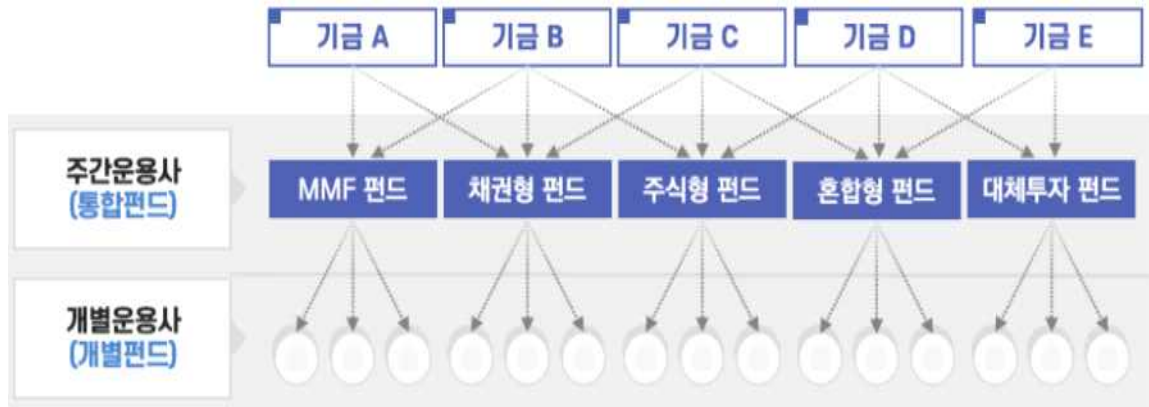 기금 A
기금 B
기금 C
기금 D
기금 E
주간운용사
(통합펀드)
MMF 펀드
채권형 펀드
주식형 펀드
혼합형 펀드
대체투자 펀드
개별운용사
(개별펀드)